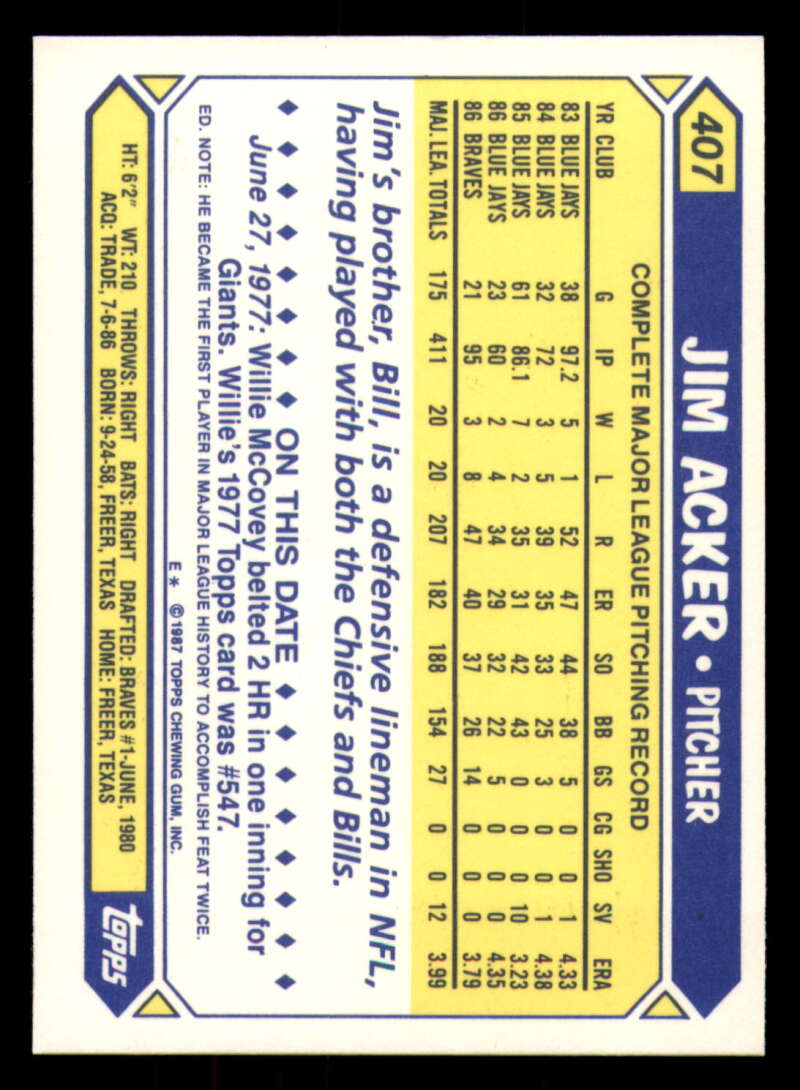 407
JIM ACKER • PITCHER
COMPLETE MAJOR LEAGUE PITCHING RECORD
YR CLUB G IP W L R ER SO BB GS CG SHO SV ERA
83 BLUE JAYS 38 97.2 5 1 52 47 44 38 5 0 0 1 4.33
84 BLUE JAYS 32 72 3 5 39 35 33 25 3 0 0 1 4.38
85 BLUE JAYS 61 86.1 7 2 35 31 42 43 0 0 0 10 3.23
86 BLUE JAYS 23 60 2 4 34 29 32 22 5 0 0 0 4.35
86 BRAVES 21 95 3 8 47 40 37 26 14 0 0 0 3.79
MAJ. LEA. TOTALS 175 411 20 20 207 182 188 154 27 0 0 12 3.99
Jim's brother, Bill, is a defensive lineman in NFL,
having played with both the Chiefs and Bills.
♦ ♦ ♦ ♦ ♦ ♦ ♦ ♦ ON THIS DATE ♦ ♦ ♦ ♦ ♦ ♦ ♦ ♦
June 27, 1977: Willie McCovey belted 2 HR in one inning for
Giants. Willie's 1977 Topps card was #547.
ED. NOTE: HE BECAME THE FIRST PLAYER IN MAJOR LEAGUE HISTORY TO ACCOMPLISH FEAT TWICE.
E* ©1987 TOPPS CHEWING GUM, INC.
HT: 6'2" WT: 210 THROWS: RIGHT BATS: RIGHT DRAFTED: BRAVES #1-JUNE, 1980
ACQ: TRADE, 7-6-86 BORN: 9-24-58, FREER, TEXAS HOME: FREER, TEXAS
topps